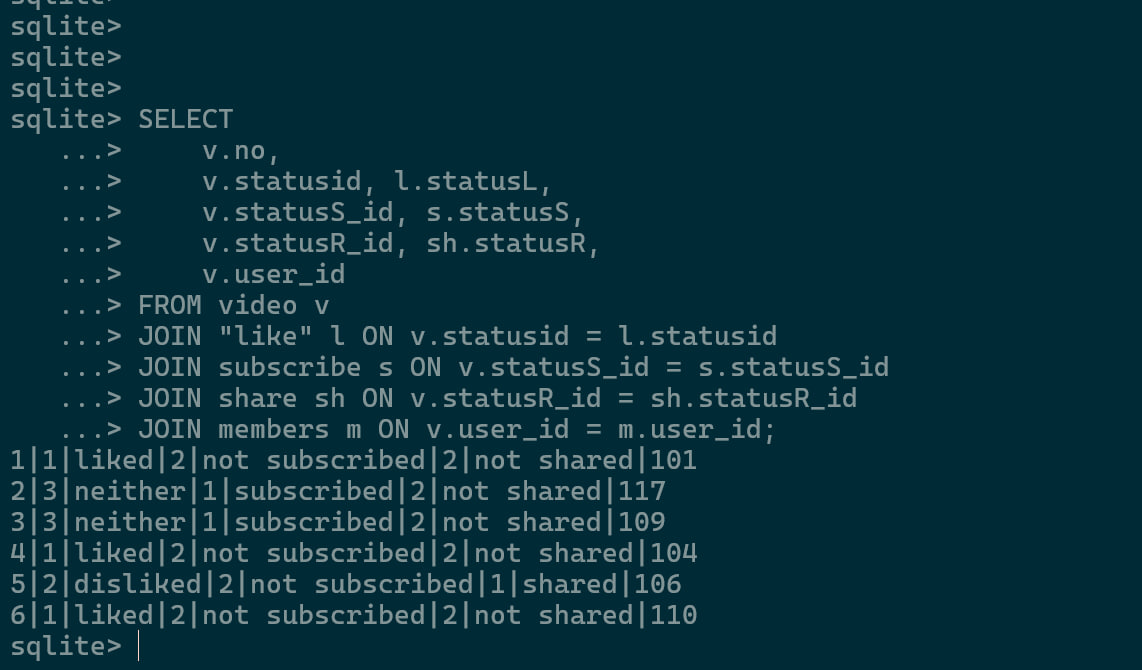 sqlite>
sqlite>
sqlite>
sqlite>
sqlite> SELECT
   ...>     v.no,
   ...>     v.statusid, l.statusL,
   ...>     v.statusS_id, s.statusS,
   ...>     v.statusR_id, sh.statusR,
   ...>     v.user_id
   ...> FROM video v
   ...> JOIN "like" l ON v.statusid = l.statusid
   ...> JOIN subscribe s ON v.statusS_id = s.statusS_id
   ...> JOIN share sh ON v.statusR_id = sh.statusR_id
   ...> JOIN members m ON v.user_id = m.user_id;
1|1|liked|2|not subscribed|2|not shared|101
2|3|neither|1|subscribed|2|not shared|117
3|3|neither|1|subscribed|2|not shared|109
4|1|liked|2|not subscribed|2|not shared|104
5|2|disliked|2|not subscribed|1|shared|106
6|1|liked|2|not subscribed|2|not shared|110
sqlite>